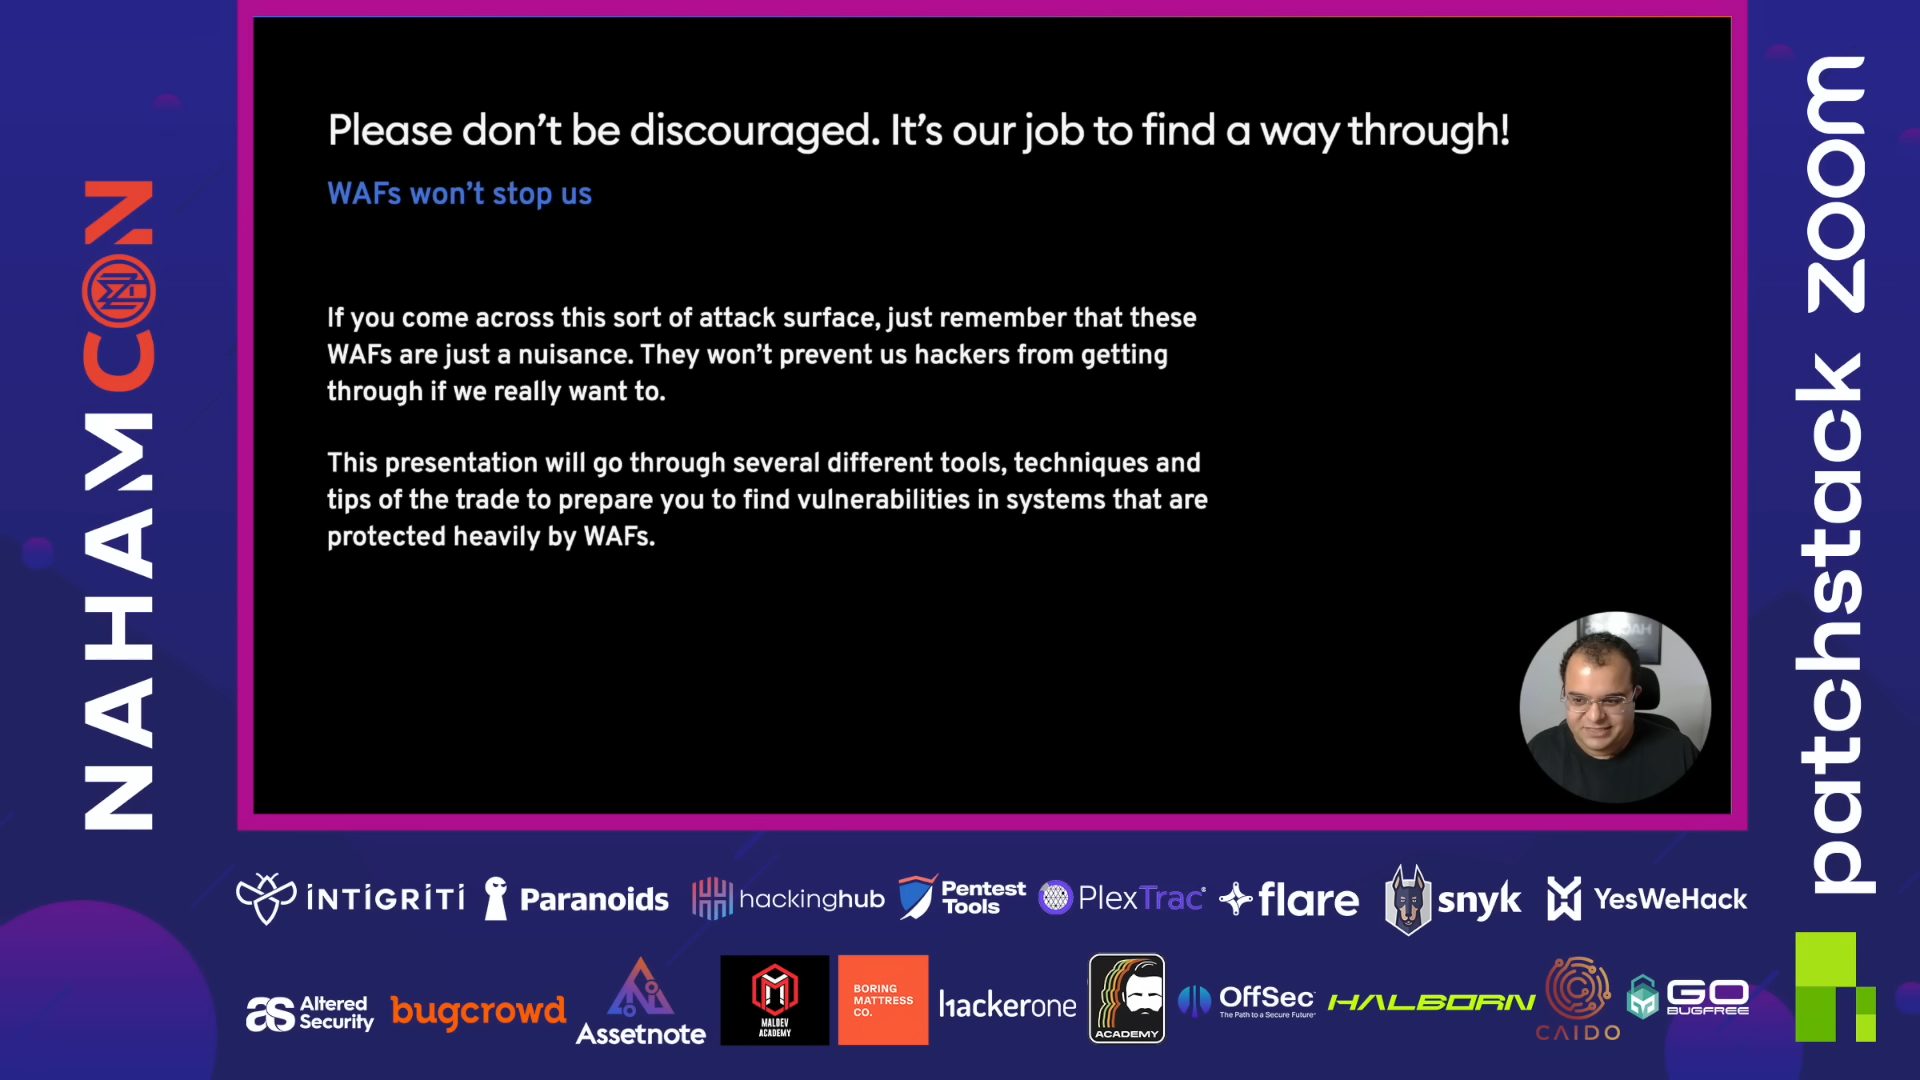 NAHAMCON
Please don't be discouraged. It's our job to find a way through!
WAFs won't stop us
If you come across this sort of attack surface, just remember that these
WAFs are just a nuisance. They won't prevent us hackers from getting
through if we really want to.
This presentation will go through several different tools, techniques and
tips of the trade to prepare you to find vulnerabilities in systems that are
protected heavily by WAFs.
zoom
patchstack
INTIGRITI
Paranoids
hackinghub
Pentest
Tools
PlexTrac
flare
snyk
YesWeHack
as Altered
Security
bugcrowd
Assetnote
MALDEV
ACADEMY
BORING
MATTRESS
CO.
hackerone
ACADEMY
OffSec
The Path to a Secure Future
HALBORN
CAIDO
GO
BUGFREE